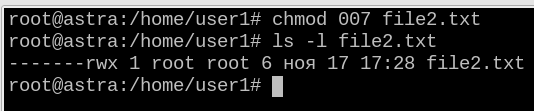 root@astra:/home/user1# chmod 007 file2.txt
root@astra:/home/user1# ls -l file2.txt
-------rwx 1 root root 6 ноя 17 17:28 file2.txt
root@astra:/home/user1#